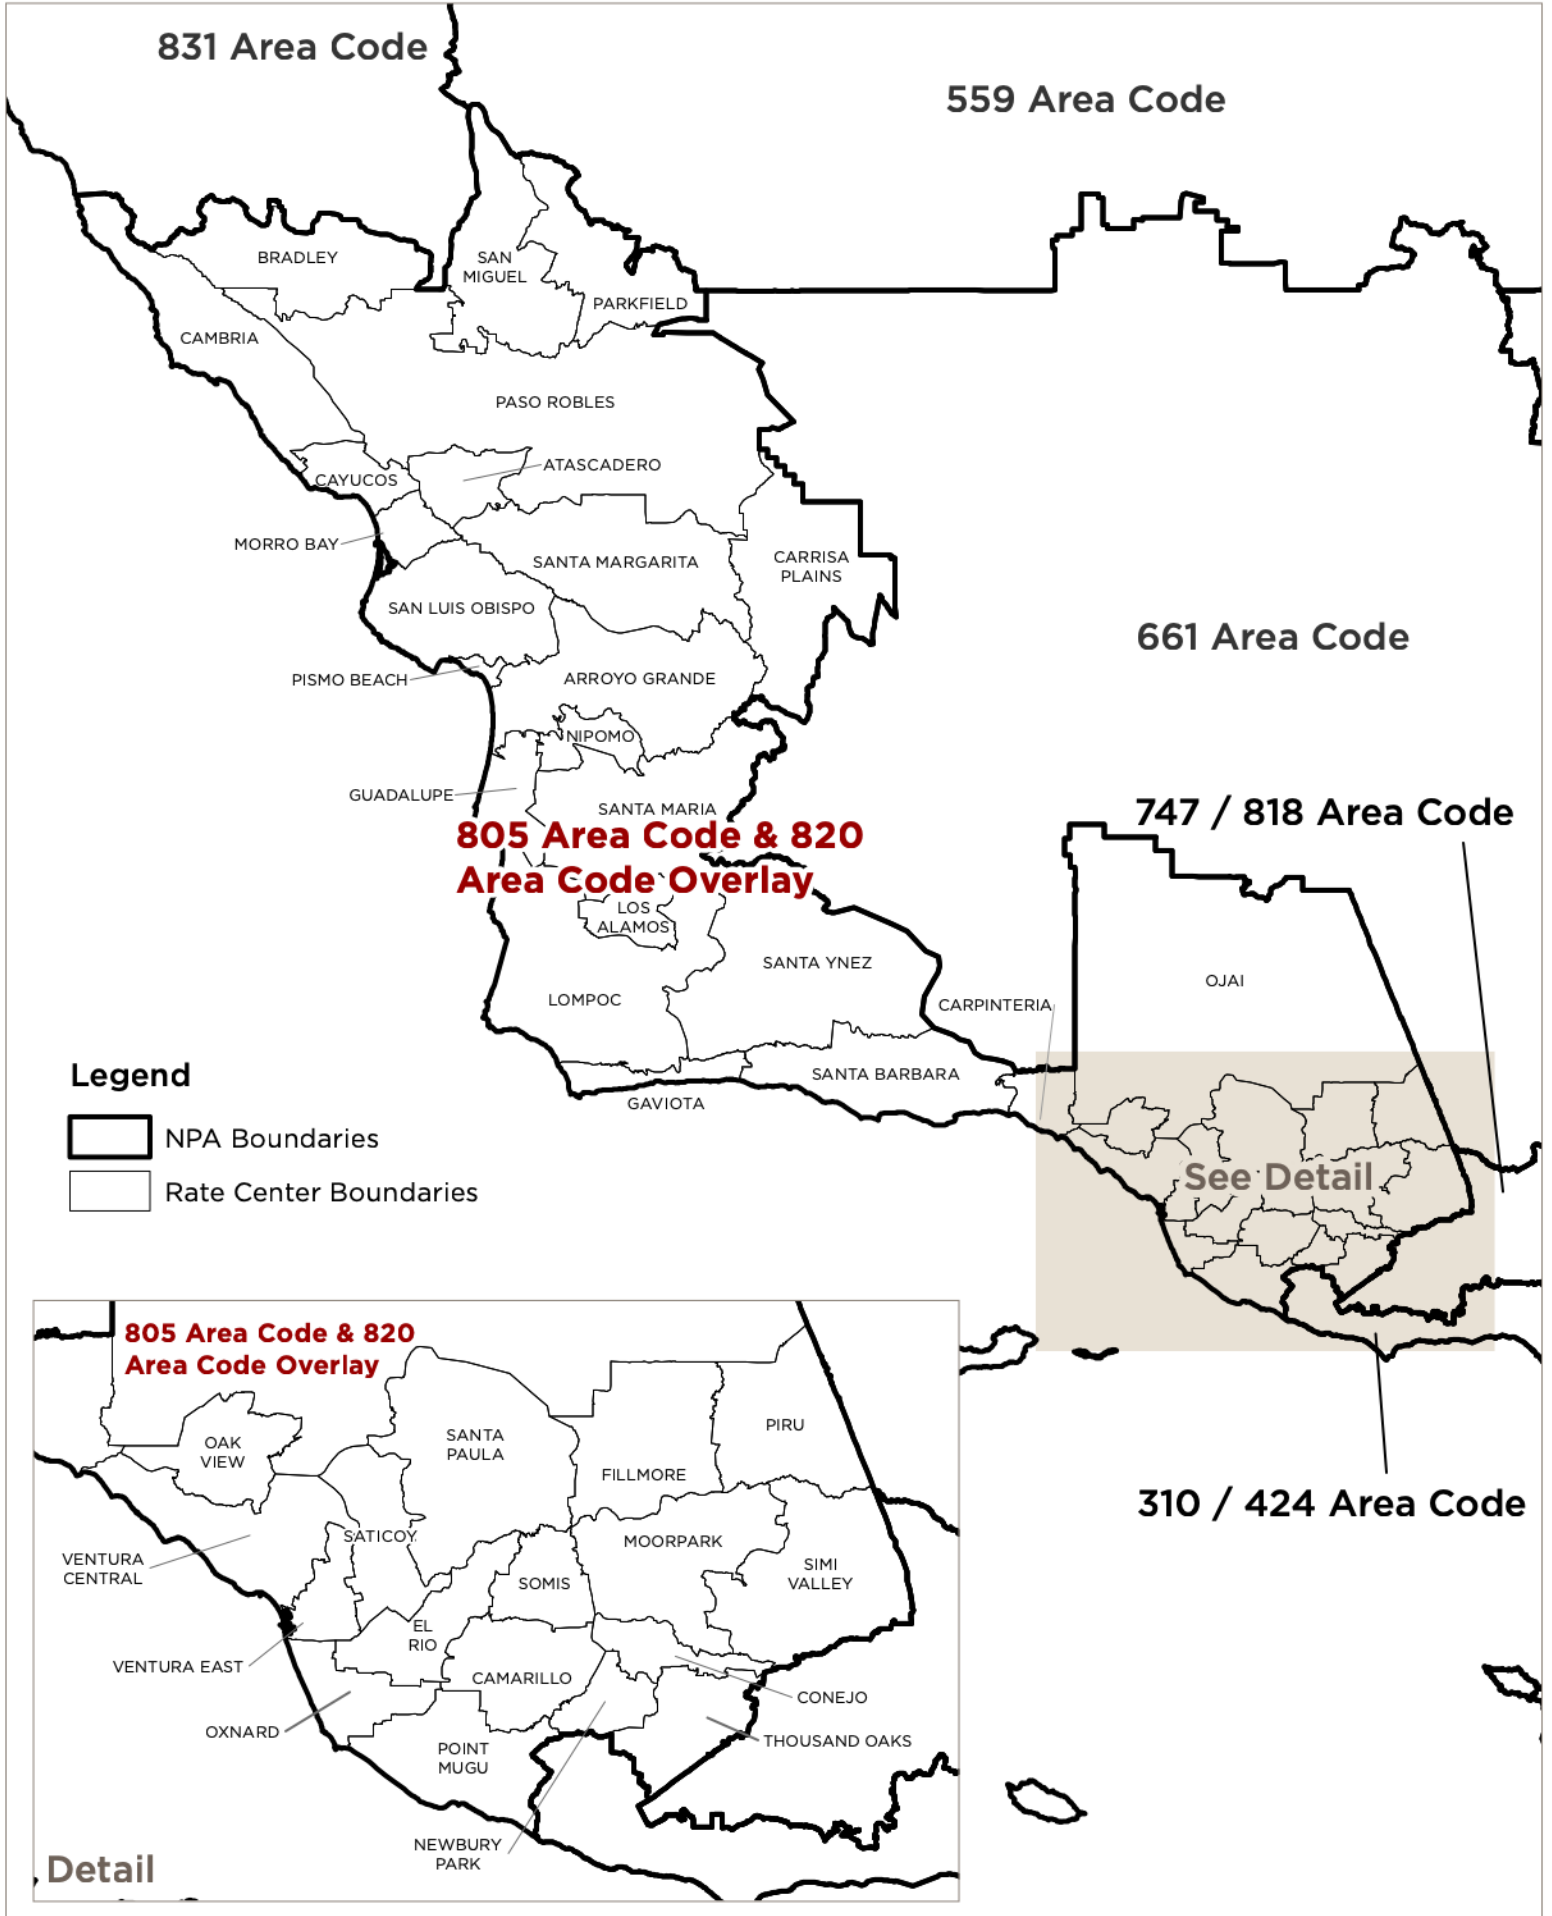 831 Area Code
559 Area Code
BRADLEY
SAN
MIGUEL
PARKFIELD
CAMBRIA
PASO ROBLES
ATASCADERO
CAYUCOS
MORRO BAY
SANTA MARGARITA
CARRISA
PLAINS
SAN LUIS OBISPO
661 Area Code
PISMO BEACH
ARROYO GRANDE
NIPOMO
GUADALUPE
SANTA MARIA
747 / 818 Area Code
805 Area Code & 820
Area Code Overlay
LOS
ALAMOS
SANTA YNEZ
OJAI
LOMPOC
CARPINTERIA
SANTA BARBARA
GAVIOTA
Legend
NPA Boundaries
Rate Center Boundaries
See Detail
310 / 424 Area Code
805 Area Code & 820
Area Code Overlay
OAK
VIEW
SANTA
PAULA
PIRU
FILLMORE
SATICOY
MOORPARK
VENTURA
CENTRAL
SOMIS
SIMI
VALLEY
EL
RIO
VENTURA EAST
CAMARILLO
CONEJO
OXNARD
THOUSAND OAKS
POINT
MUGU
NEWBURY
PARK
Detail